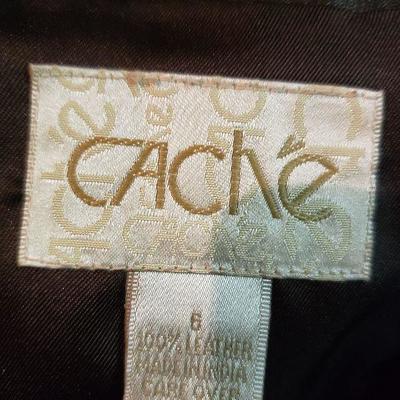 CAché
6
100% LEATHER
MADE IN INDIA
CARE OVER